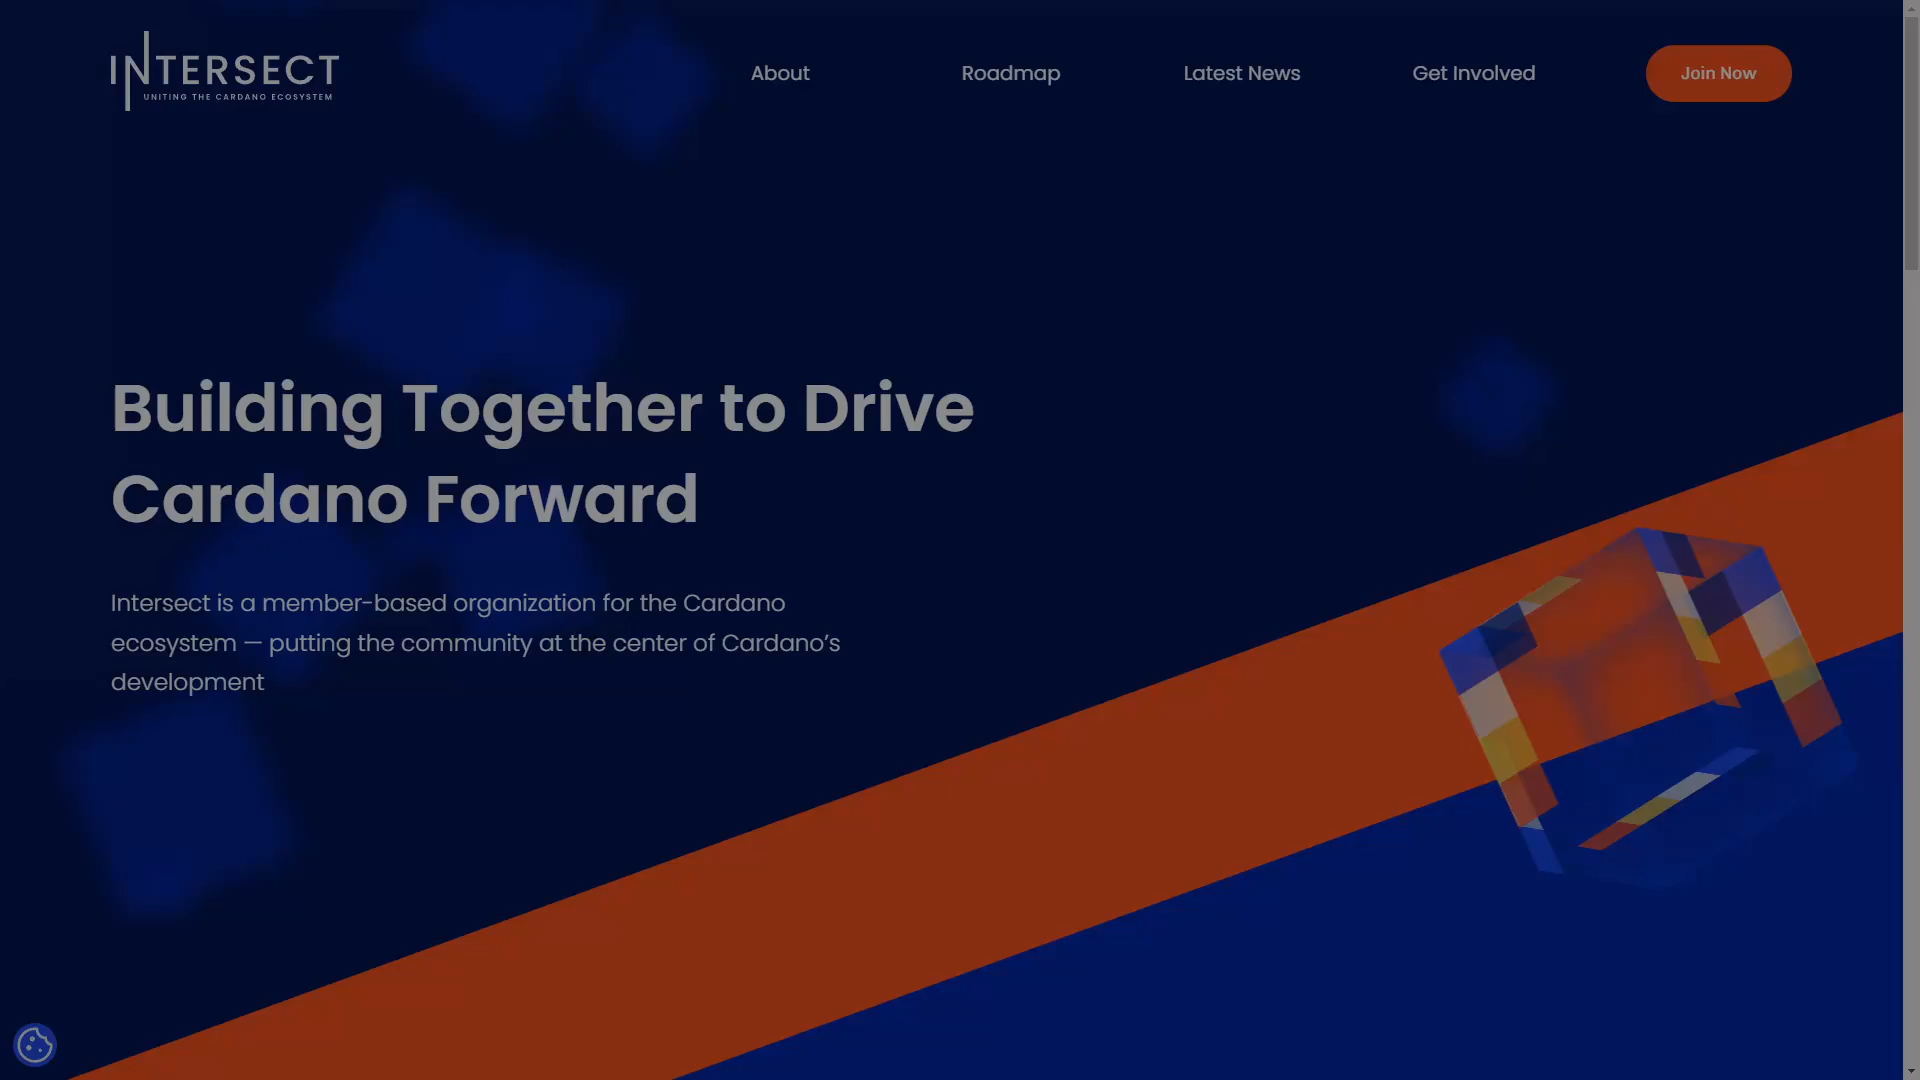 INTERSECT
UNITING THE CARDANO ECOSYSTEM
About
Roadmap
Latest News
Get Involved
Join Now
Building Together to Drive
Cardano Forward
Intersect is a member-based organization for the Cardano
ecosystem — putting the community at the center of Cardano’s
development